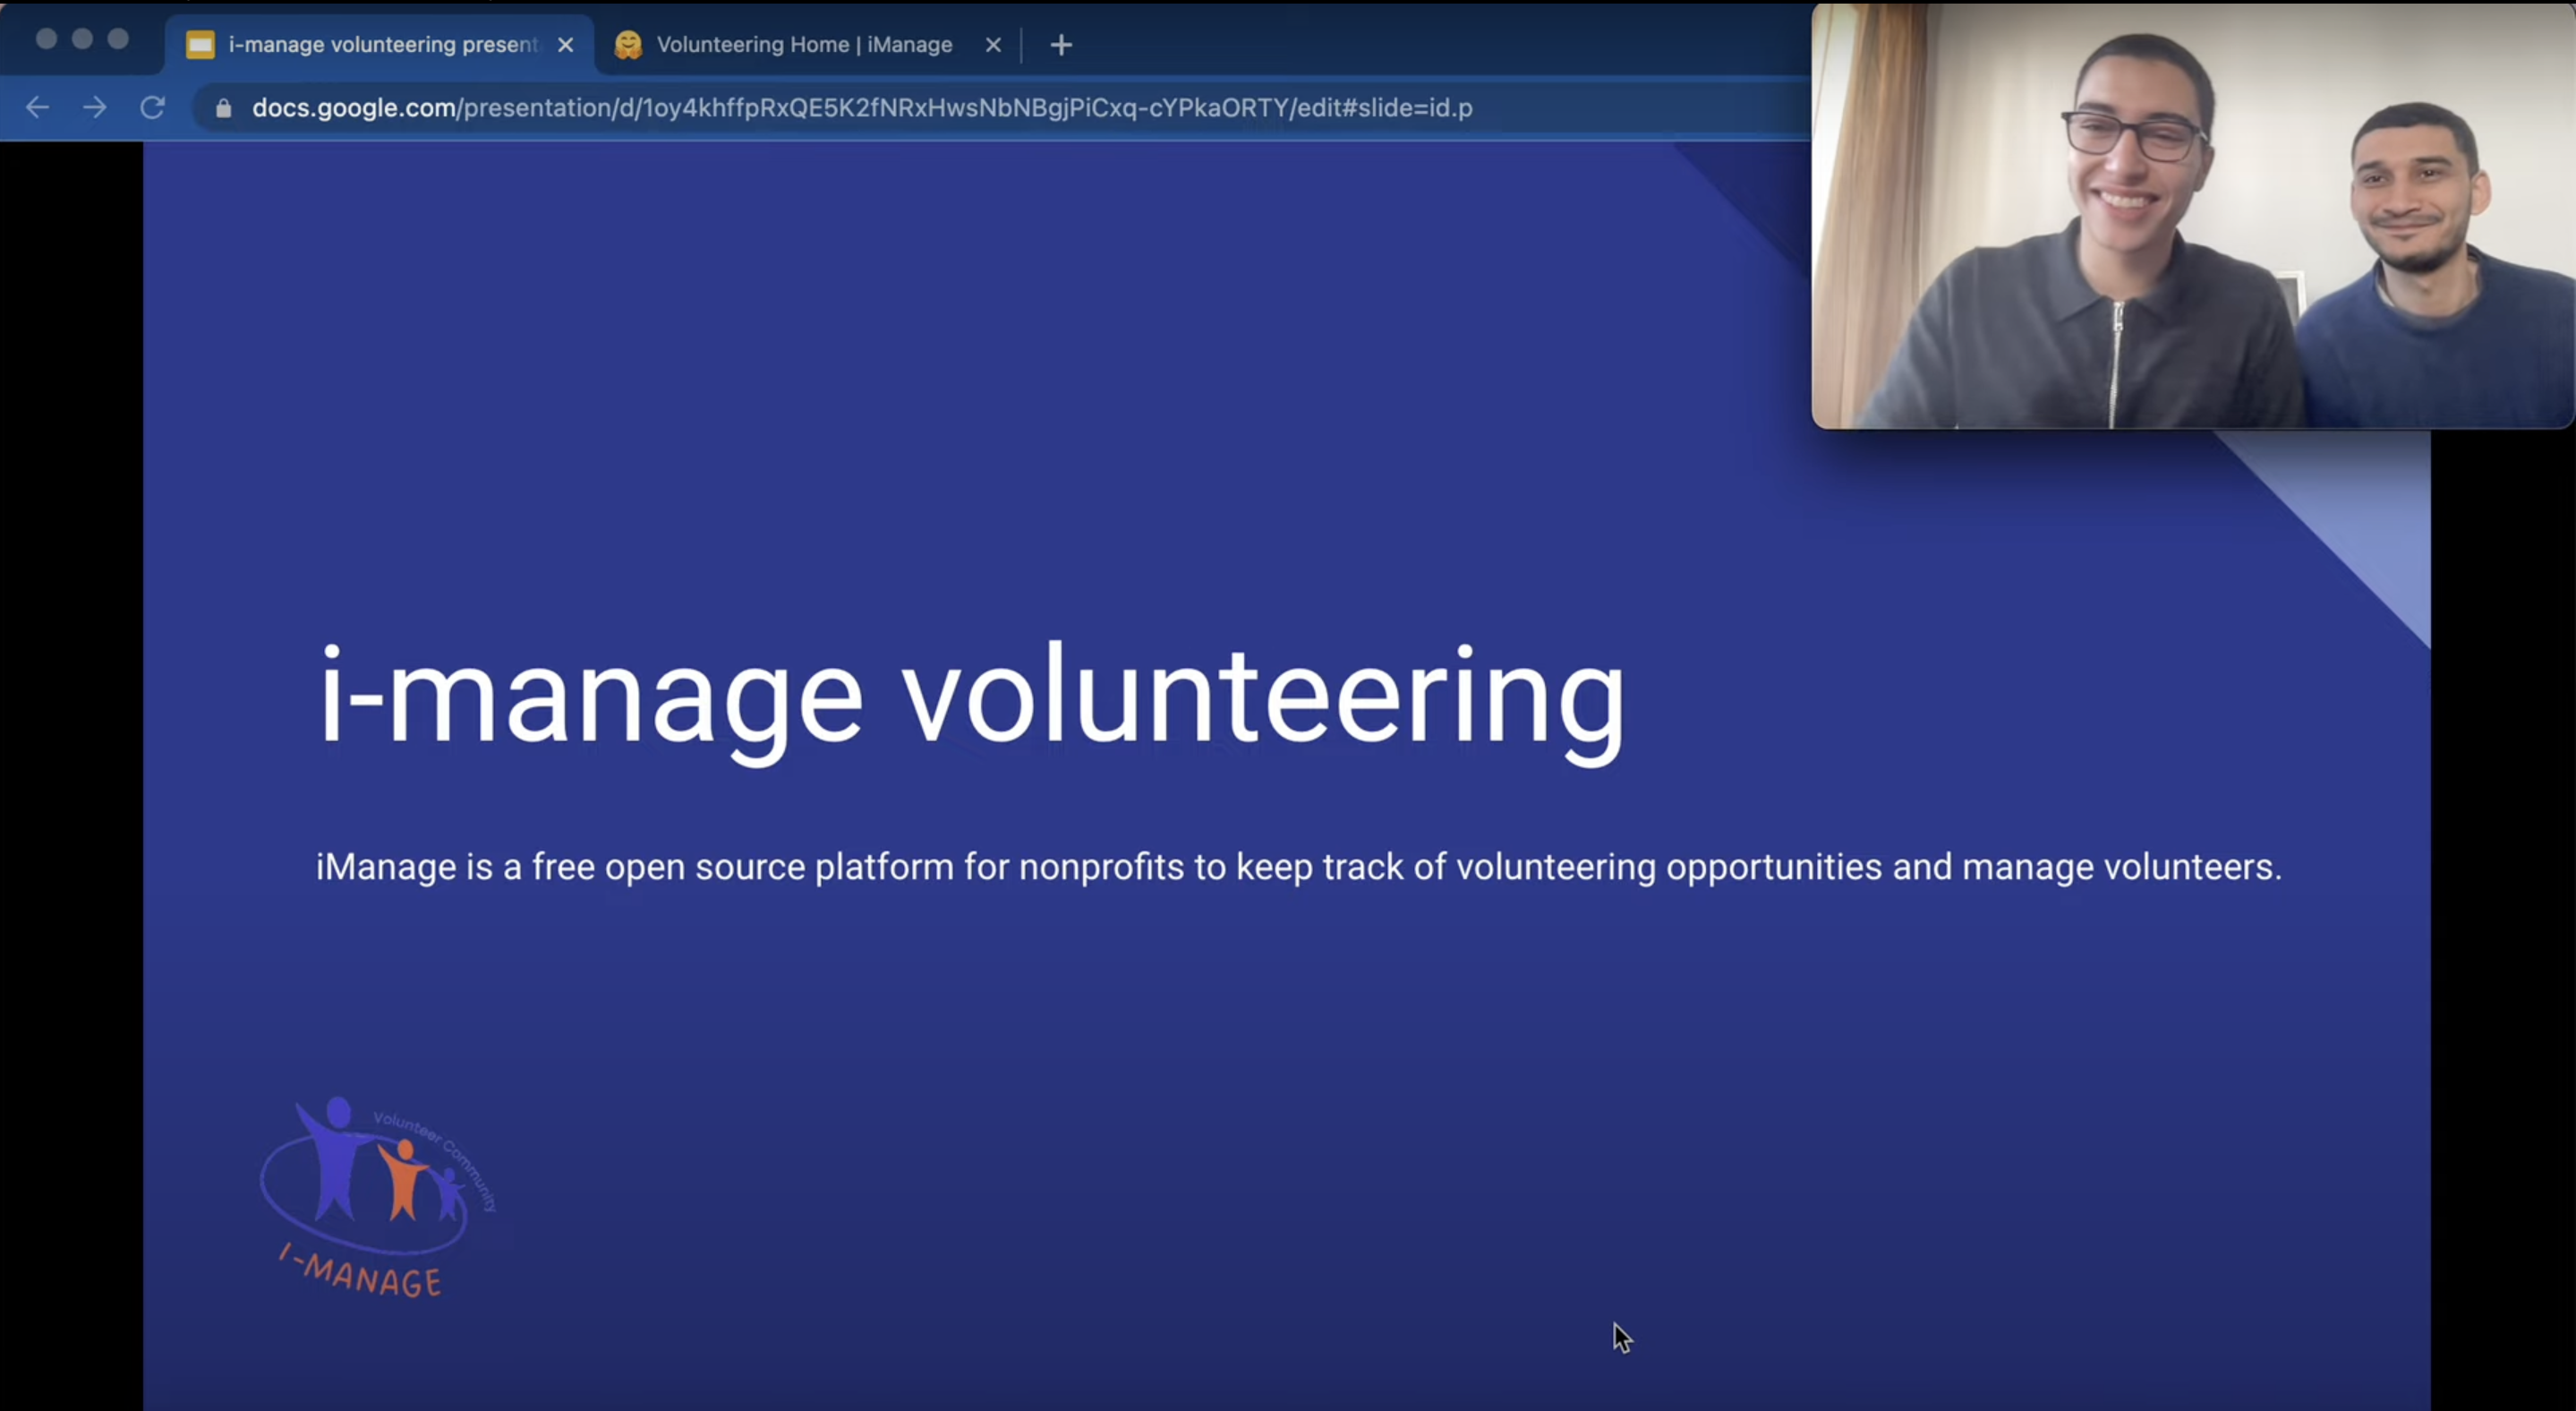 i-manage volunteering present
Volunteering Home | iManage
docs.google.com/presentation/d/1oy4khffpRxQE5K2fNRxHwsNbNBgjPiCxq-cYPkaORTY/edit#slide=id.p
i-manage volunteering
iManage is a free open source platform for nonprofits to keep track of volunteering opportunities and manage volunteers.
Volunteer Community
I-MANAGE